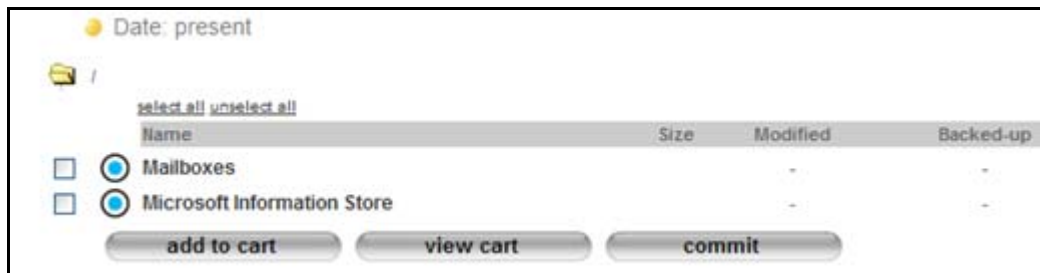 Date: present
/
select all unselect all
Name Size Modified Backed-up
Mailboxes - -
Microsoft Information Store - -
add to cart view cart commit